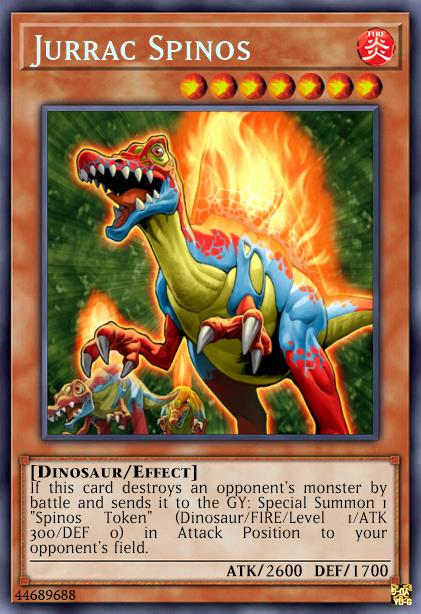 Jurrac Spinos
FIRE
炎
[Dinosaur/Effect]
If this card destroys an opponent's monster by
battle and sends it to the GY: Special Summon 1
"Spinos Token" (Dinosaur/FIRE/Level 1/ATK
300/DEF 0) in Attack Position to your
opponent's field.
ATK/2600 DEF/1700
44689688